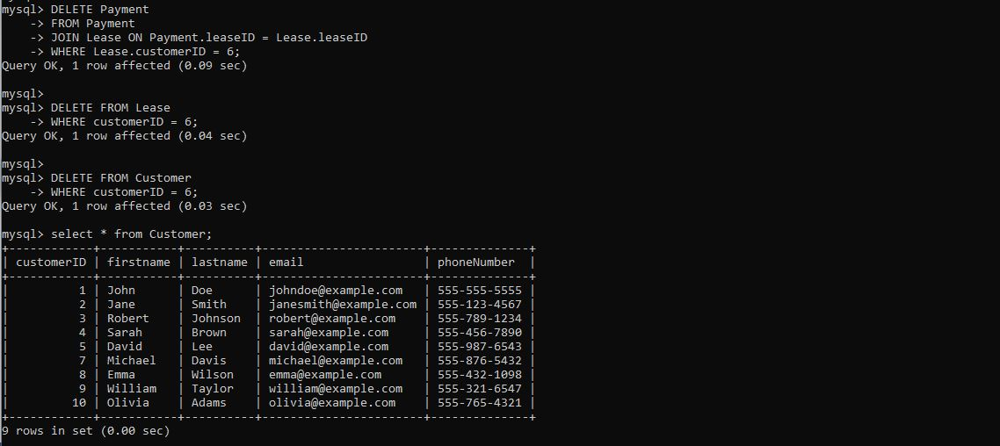 mysql> DELETE Payment
    -> FROM Payment
    -> JOIN Lease ON Payment.leaseID = Lease.leaseID
    -> WHERE Lease.customerID = 6;
Query OK, 1 row affected (0.09 sec)

mysql>
mysql> DELETE FROM Lease
    -> WHERE customerID = 6;
Query OK, 1 row affected (0.04 sec)

mysql>
mysql> DELETE FROM Customer
    -> WHERE customerID = 6;
Query OK, 1 row affected (0.03 sec)

mysql> select * from Customer;
+------------+-----------+----------+-----------------------+--------------+
| customerID | firstname | lastname | email                 | phoneNumber  |
+------------+-----------+----------+-----------------------+--------------+
|          1 | John      | Doe      | johndoe@example.com   | 555-555-5555 |
|          2 | Jane      | Smith    | janesmith@example.com | 555-123-4567 |
|          3 | Robert    | Johnson  | robert@example.com    | 555-789-1234 |
|          4 | Sarah     | Brown    | sarah@example.com     | 555-456-7890 |
|          5 | David     | Lee      | david@example.com     | 555-987-6543 |
|          7 | Michael   | Davis    | michael@example.com   | 555-876-5432 |
|          8 | Emma      | Wilson   | emma@example.com      | 555-432-1098 |
|          9 | William   | Taylor   | william@example.com   | 555-321-6547 |
|         10 | Olivia    | Adams    | olivia@example.com    | 555-765-4321 |
+------------+-----------+----------+-----------------------+--------------+
9 rows in set (0.00 sec)